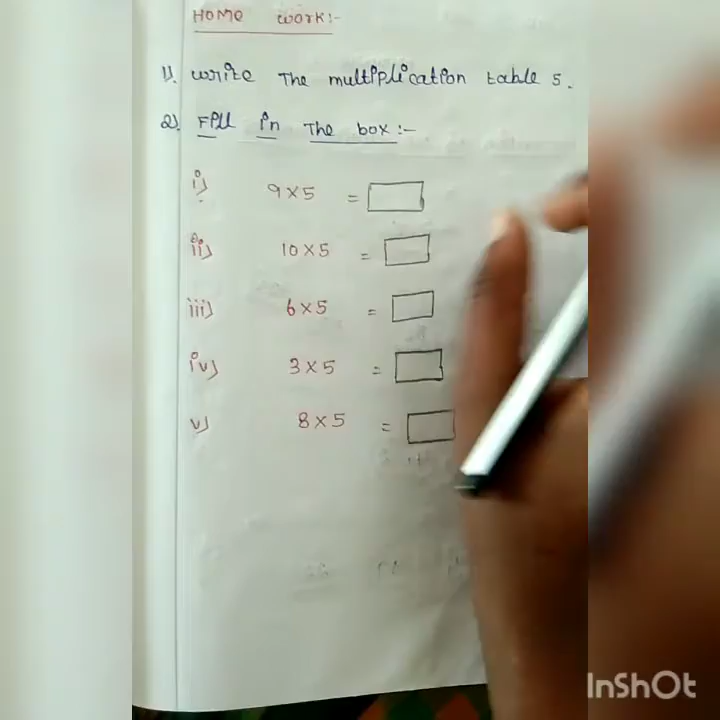 HOME WORK:-
1). Write The multiplication table 5.
2). Fill in The box:-
i) 9×5 =
ii) 10×5 =
iii) 6×5 =
iv) 3×5 =
v) 8×5 =
InShOt